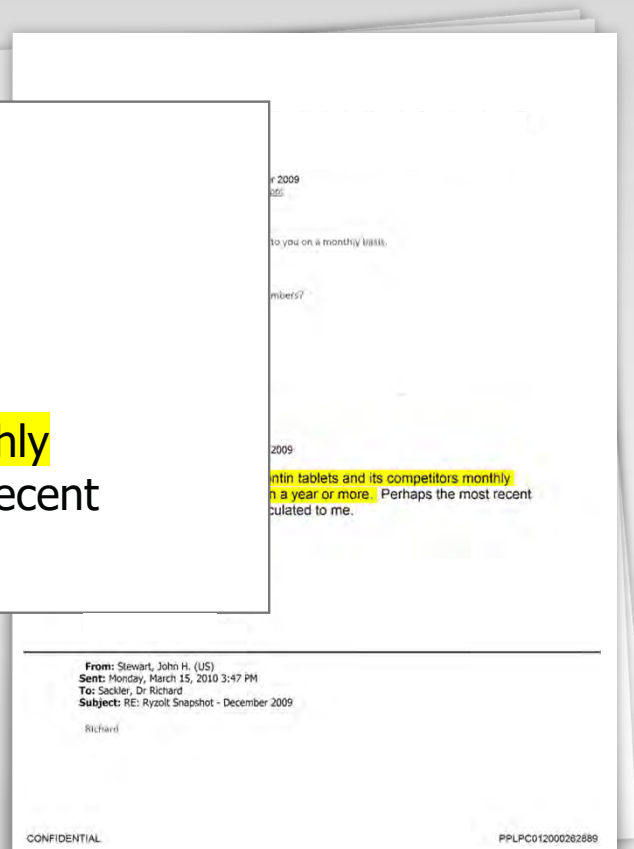 r 2009
to you on a monthly basis.
mbers?
hly
ecent
2009
ntin tablets and its competitors monthly
n a year or more. Perhaps the most recent
culated to me.
From: Stewart, John H. (US)
Sent: Monday, March 15, 2010 3:47 PM
To: Sackler, Dr Richard
Subject: RE: Ryzolt Snapshot - December 2009
Richard
CONFIDENTIAL
PPLPC012000262889